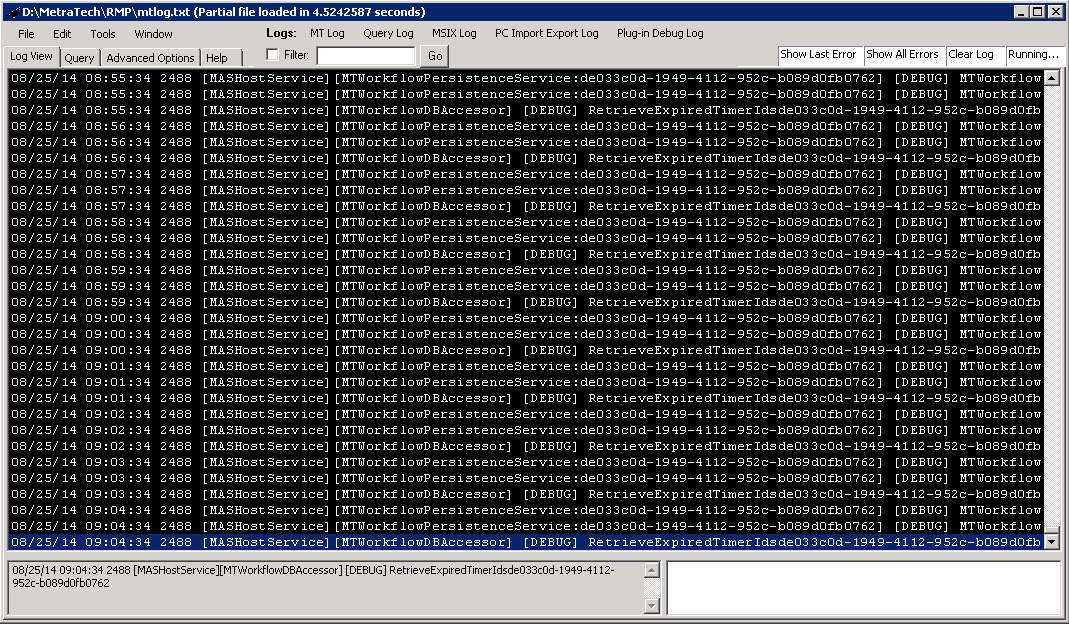 D:\MetraTech\RMP\mtlog.txt (Partial file loaded in 4.5242587 seconds)
File Edit Tools Window Logs: MT Log Query Log MSIX Log PC Import Export Log Plug-in Debug Log
Log View Query Advanced Options Help Filter: Go Show Last Error Show All Errors Clear Log Running...
08/25/14 08:55:34 2488 [MASHostService][MTWorkflowPersistenceService:de033c0d-1949-4112-952c-b089d0fb0762] [DEBUG] MTWorkflow
08/25/14 08:55:34 2488 [MASHostService][MTWorkflowPersistenceService:de033c0d-1949-4112-952c-b089d0fb0762] [DEBUG] MTWorkflow
08/25/14 08:55:34 2488 [MASHostService][MTWorkflowDBAccessor] [DEBUG] RetrieveExpiredTimerIdsde033c0d-1949-4112-952c-b089d0fb
08/25/14 08:56:34 2488 [MASHostService][MTWorkflowPersistenceService:de033c0d-1949-4112-952c-b089d0fb0762] [DEBUG] MTWorkflow
08/25/14 08:56:34 2488 [MASHostService][MTWorkflowPersistenceService:de033c0d-1949-4112-952c-b089d0fb0762] [DEBUG] MTWorkflow
08/25/14 08:56:34 2488 [MASHostService][MTWorkflowDBAccessor] [DEBUG] RetrieveExpiredTimerIdsde033c0d-1949-4112-952c-b089d0fb
08/25/14 08:57:34 2488 [MASHostService][MTWorkflowPersistenceService:de033c0d-1949-4112-952c-b089d0fb0762] [DEBUG] MTWorkflow
08/25/14 08:57:34 2488 [MASHostService][MTWorkflowPersistenceService:de033c0d-1949-4112-952c-b089d0fb0762] [DEBUG] MTWorkflow
08/25/14 08:57:34 2488 [MASHostService][MTWorkflowDBAccessor] [DEBUG] RetrieveExpiredTimerIdsde033c0d-1949-4112-952c-b089d0fb
08/25/14 08:58:34 2488 [MASHostService][MTWorkflowPersistenceService:de033c0d-1949-4112-952c-b089d0fb0762] [DEBUG] MTWorkflow
08/25/14 08:58:34 2488 [MASHostService][MTWorkflowPersistenceService:de033c0d-1949-4112-952c-b089d0fb0762] [DEBUG] MTWorkflow
08/25/14 08:58:34 2488 [MASHostService][MTWorkflowDBAccessor] [DEBUG] RetrieveExpiredTimerIdsde033c0d-1949-4112-952c-b089d0fb
08/25/14 08:59:34 2488 [MASHostService][MTWorkflowPersistenceService:de033c0d-1949-4112-952c-b089d0fb0762] [DEBUG] MTWorkflow
08/25/14 08:59:34 2488 [MASHostService][MTWorkflowPersistenceService:de033c0d-1949-4112-952c-b089d0fb0762] [DEBUG] MTWorkflow
08/25/14 08:59:34 2488 [MASHostService][MTWorkflowDBAccessor] [DEBUG] RetrieveExpiredTimerIdsde033c0d-1949-4112-952c-b089d0fb
08/25/14 09:00:34 2488 [MASHostService][MTWorkflowPersistenceService:de033c0d-1949-4112-952c-b089d0fb0762] [DEBUG] MTWorkflow
08/25/14 09:00:34 2488 [MASHostService][MTWorkflowPersistenceService:de033c0d-1949-4112-952c-b089d0fb0762] [DEBUG] MTWorkflow
08/25/14 09:00:34 2488 [MASHostService][MTWorkflowDBAccessor] [DEBUG] RetrieveExpiredTimerIdsde033c0d-1949-4112-952c-b089d0fb
08/25/14 09:01:34 2488 [MASHostService][MTWorkflowPersistenceService:de033c0d-1949-4112-952c-b089d0fb0762] [DEBUG] MTWorkflow
08/25/14 09:01:34 2488 [MASHostService][MTWorkflowPersistenceService:de033c0d-1949-4112-952c-b089d0fb0762] [DEBUG] MTWorkflow
08/25/14 09:01:34 2488 [MASHostService][MTWorkflowDBAccessor] [DEBUG] RetrieveExpiredTimerIdsde033c0d-1949-4112-952c-b089d0fb
08/25/14 09:02:34 2488 [MASHostService][MTWorkflowPersistenceService:de033c0d-1949-4112-952c-b089d0fb0762] [DEBUG] MTWorkflow
08/25/14 09:02:34 2488 [MASHostService][MTWorkflowPersistenceService:de033c0d-1949-4112-952c-b089d0fb0762] [DEBUG] MTWorkflow
08/25/14 09:02:34 2488 [MASHostService][MTWorkflowDBAccessor] [DEBUG] RetrieveExpiredTimerIdsde033c0d-1949-4112-952c-b089d0fb
08/25/14 09:03:34 2488 [MASHostService][MTWorkflowPersistenceService:de033c0d-1949-4112-952c-b089d0fb0762] [DEBUG] MTWorkflow
08/25/14 09:03:34 2488 [MASHostService][MTWorkflowPersistenceService:de033c0d-1949-4112-952c-b089d0fb0762] [DEBUG] MTWorkflow
08/25/14 09:03:34 2488 [MASHostService][MTWorkflowDBAccessor] [DEBUG] RetrieveExpiredTimerIdsde033c0d-1949-4112-952c-b089d0fb
08/25/14 09:04:34 2488 [MASHostService][MTWorkflowPersistenceService:de033c0d-1949-4112-952c-b089d0fb0762] [DEBUG] MTWorkflow
08/25/14 09:04:34 2488 [MASHostService][MTWorkflowPersistenceService:de033c0d-1949-4112-952c-b089d0fb0762] [DEBUG] MTWorkflow
08/25/14 09:04:34 2488 [MASHostService][MTWorkflowDBAccessor] [DEBUG] RetrieveExpiredTimerIdsde033c0d-1949-4112-952c-b089d0fb
08/25/14 09:04:34 2488 [MASHostService][MTWorkflowDBAccessor] [DEBUG] RetrieveExpiredTimerIdsde033c0d-1949-4112-
952c-b089d0fb0762